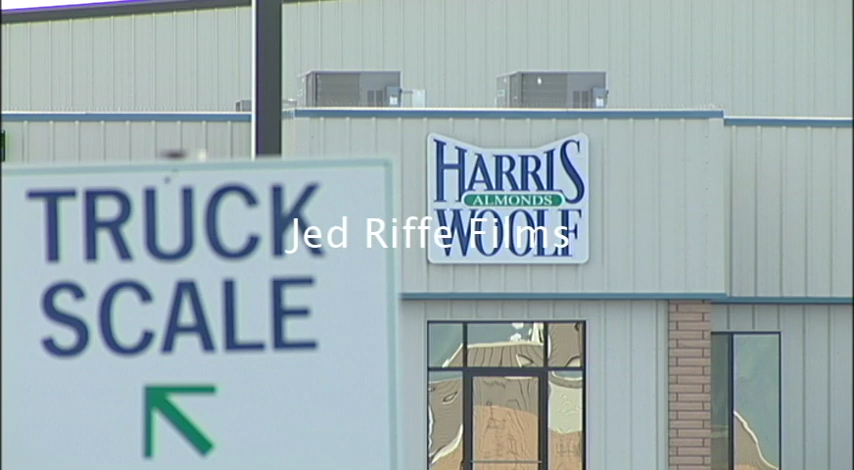 TRUCK
SCALE
HARRIS
ALMONDS
WOOLF
Jed Riffe Films